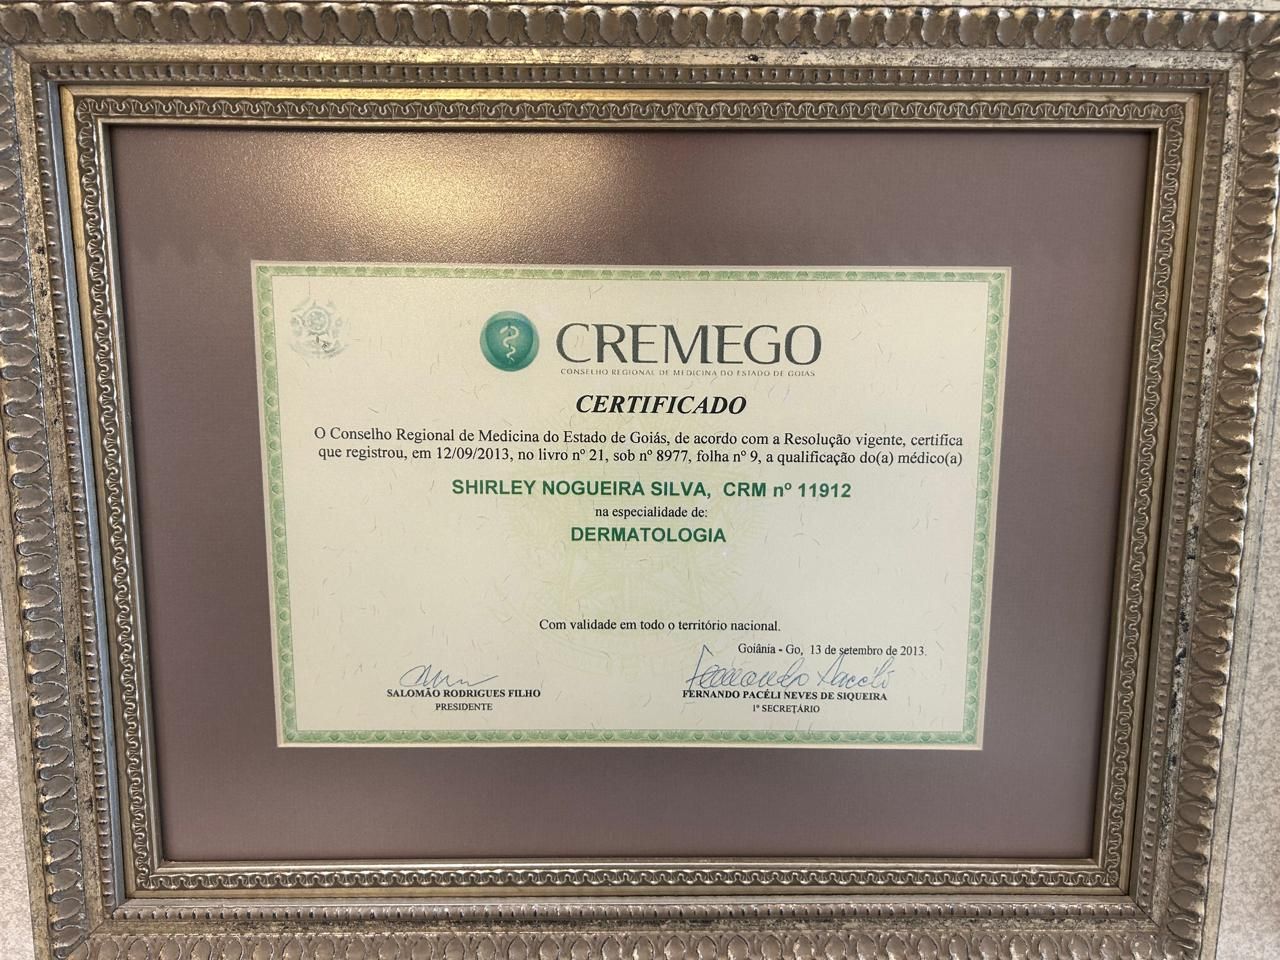 CREMEGO
CONSELHO REGIONAL DE MEDICINA DO ESTADO DE GOIÁS
CERTIFICADO
O Conselho Regional de Medicina do Estado de Goiás, de acordo com a Resolução vigente, certifica
que registrou, em 12/09/2013, no livro nº 21, sob nº 8977, folha nº 9, a qualificação do(a) médico(a)
SHIRLEY NOGUEIRA SILVA, CRM nº 11912
na especialidade de:
DERMATOLOGIA
Com validade em todo o território nacional.
Goiânia - Go, 13 de setembro de 2013.
Fernando Pacéli
SALOMÃO RODRIGUES FILHO
PRESIDENTE
FERNANDO PACÉLI NEVES DE SIQUEIRA
1º SECRETÁRIO